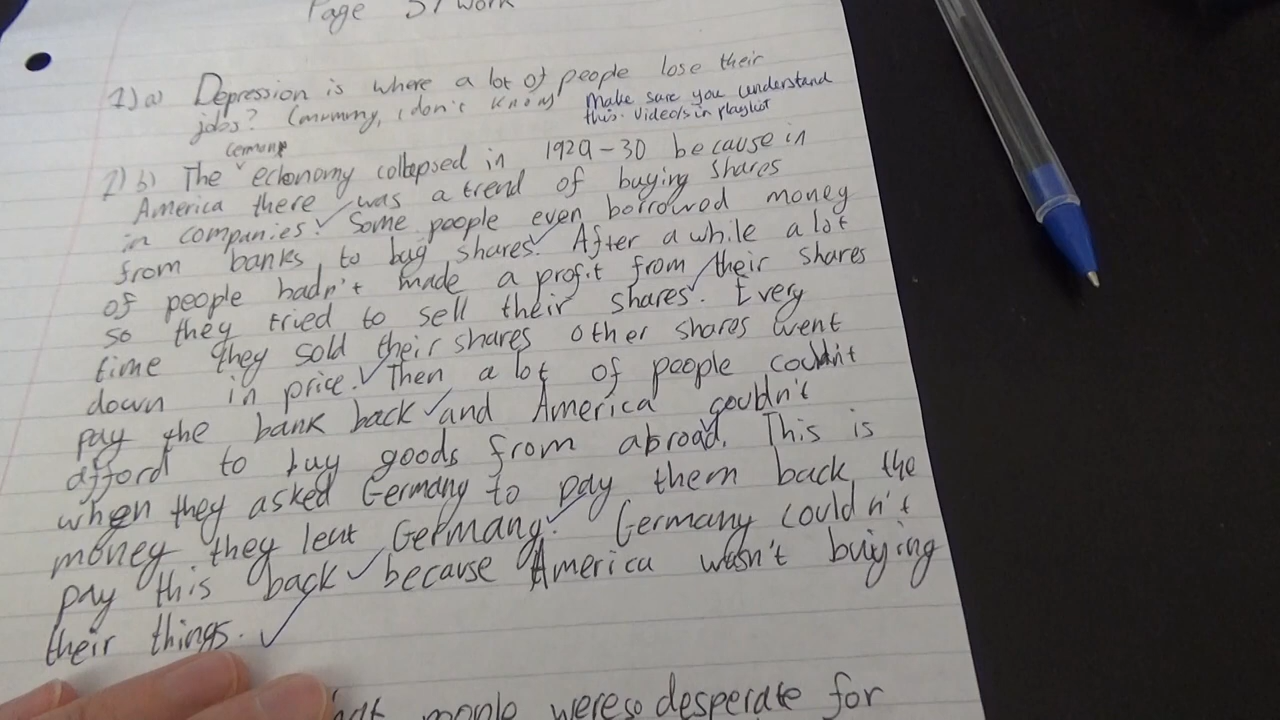 Page 37 work
1) a) Depression is where a lot of people lose their
jobs? (mummy, i don't know Make sure you understand
this. Video/s in playlist
German
2) b) The economy collapsed in 1929-30 because in
America there was a trend of buying shares
in companies. Some people even borrowed money
from banks to buy shares. After a while a lot
of people hadn't made a profit from their shares
so they tried to sell their shares. Every
time they sold their shares other shares went
down in price. Then a lot of people couldn't
pay the bank back and America couldn't
afford to buy goods from abroad. This is
when they asked Germany to pay them back the
money they lent Germany. Germany couldn't
pay this back because America wasn't buying
their things.
people were so desperate for